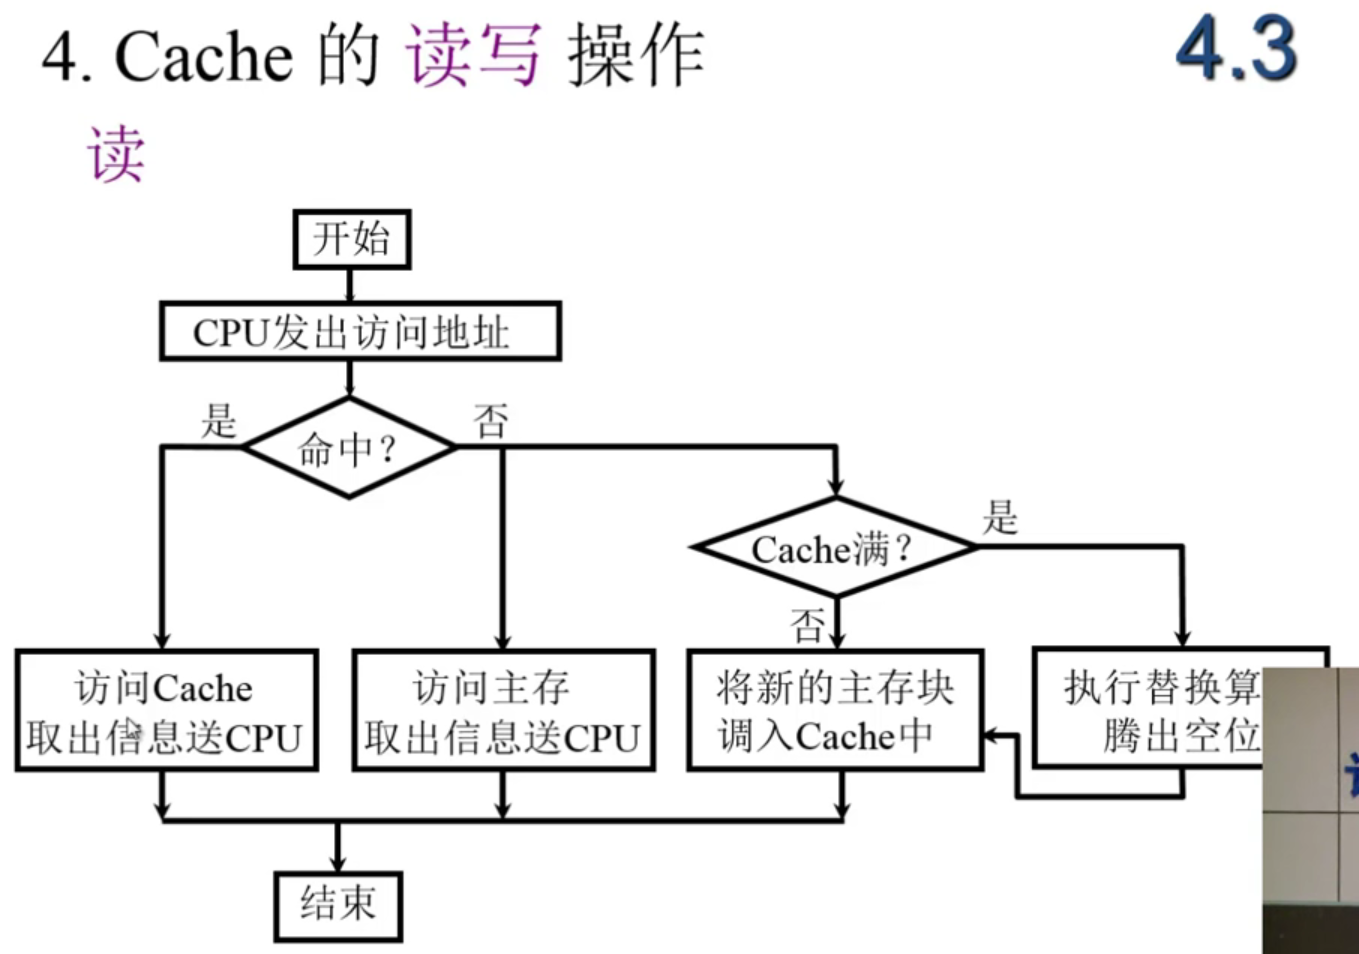 4. Cache 的 读写 操作
4.3
读
开始
CPU发出访问地址
是
命中?
否
Cache满?
是
否
访问Cache
取出信息送CPU
访问主存
取出信息送CPU
将新的主存块
调入Cache中
执行替换算
腾出空位
结束